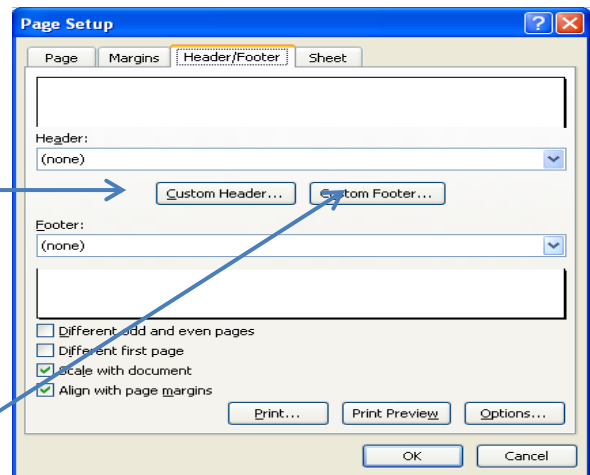 Page Setup
Page Margins Header/Footer Sheet
Header:
(none)
Custom Header... Custom Footer...
Footer:
(none)
Different odd and even pages
Different first page
Scale with document
Align with page margins
Print... Print Preview Options...
OK Cancel